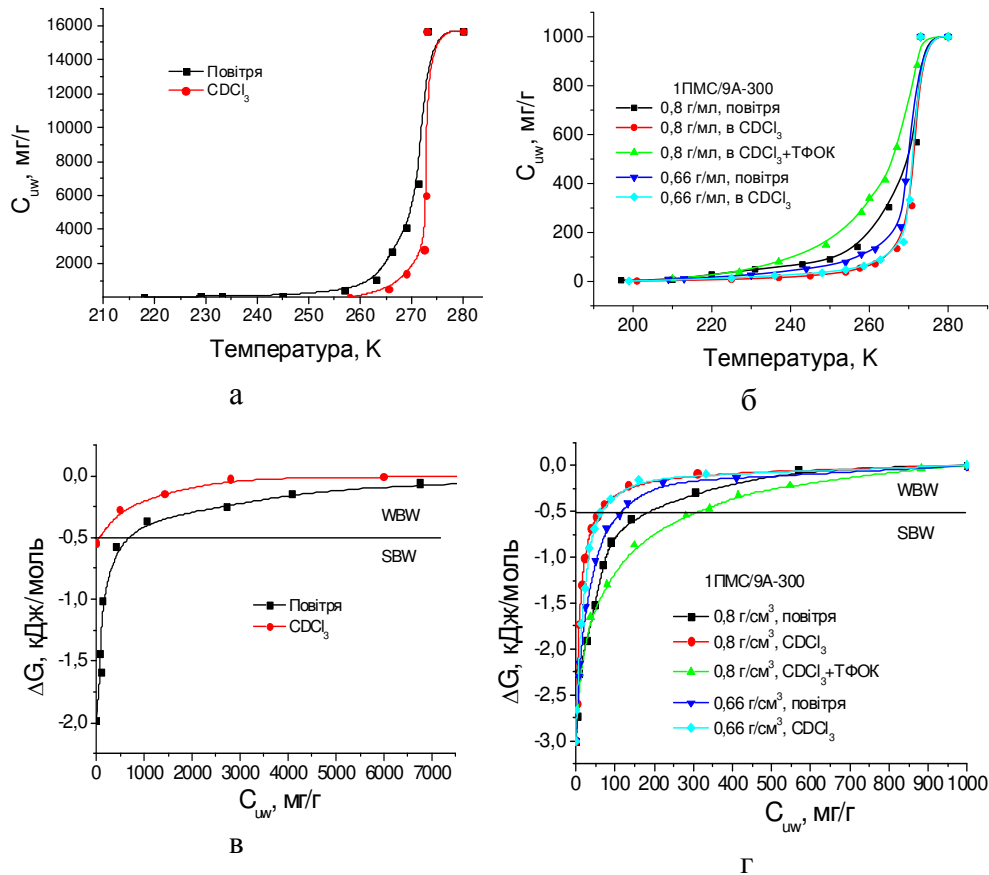 16000
14000
12000
10000
8000
6000
4000
2000
C_uw, мг/г
Повітря
CDCl₃
210 220 230 240 250 260 270 280
Температура, K
а
1000
800
600
400
200
0
C_uw, мг/г
1ПМС/9А-300
0,8 г/мл, повітря
0,8 г/мл, в CDCl₃
0,8 г/мл, в CDCl₃+ТФОК
0,66 г/мл, повітря
0,66 г/мл, в CDCl₃
200 220 240 260 280
Температура, K
б
0,0
-0,5
-1,0
-1,5
-2,0
ΔG, кДж/моль
WBW
SBW
Повітря
CDCl₃
0 1000 2000 3000 4000 5000 6000 7000
C_uw, мг/г
в
0,0
-0,5
-1,0
-1,5
-2,0
-2,5
-3,0
ΔG, кДж/моль
WBW
SBW
1ПМС/9А-300
0,8 г/см³, повітря
0,8 г/см³, CDCl₃
0,8 г/см³, CDCl₃+ТФОК
0,66 г/см³, повітря
0,66 г/см³, CDCl₃
0 100 200 300 400 500 600 700 800 900 1000
C_uw, мг/г
г